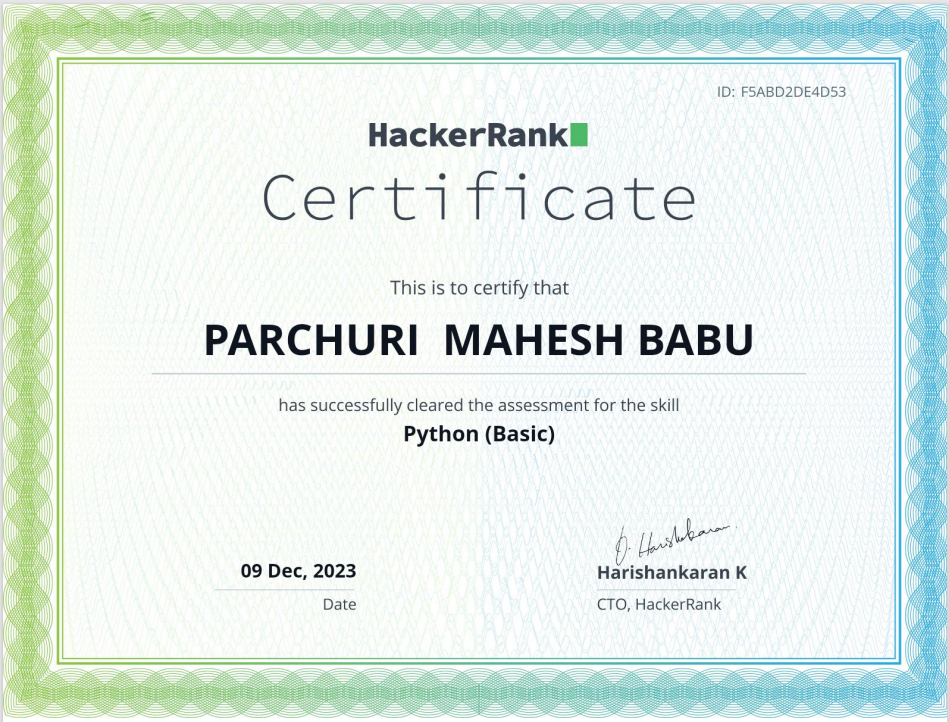 ID: F5ABD2DE4D53
HackerRank
Certificate
This is to certify that
PARCHURI MAHESH BABU
has successfully cleared the assessment for the skill
Python (Basic)
09 Dec, 2023
Date
Harishankaran K
CTO, HackerRank